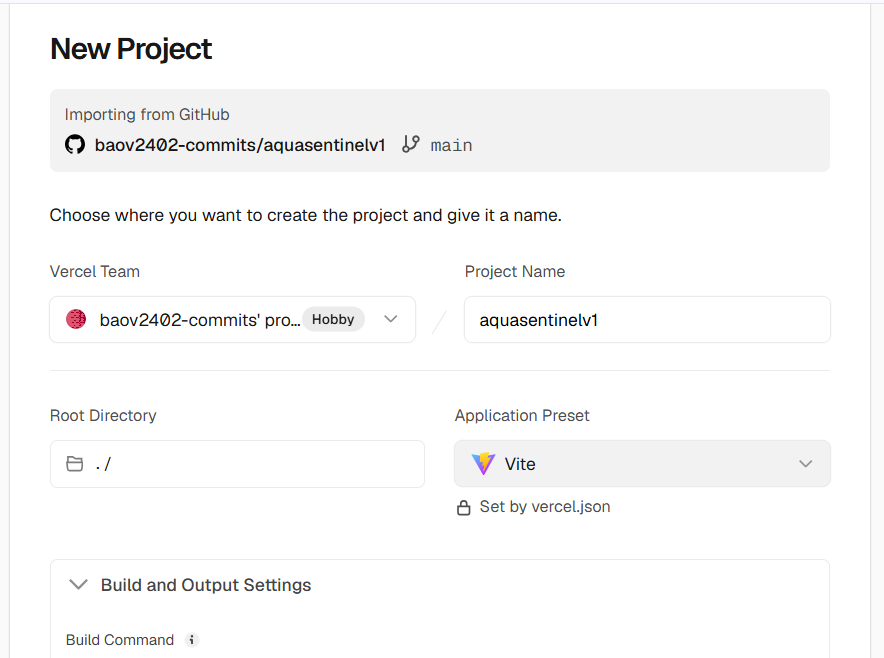 New Project
Importing from GitHub
baov2402-commits/aquasentinelv1 main
Choose where you want to create the project and give it a name.
Vercel Team
Project Name
baov2402-commits' pro... Hobby
aquasentinelv1
Root Directory
Application Preset
./
Vite
Set by vercel.json
Build and Output Settings
Build Command